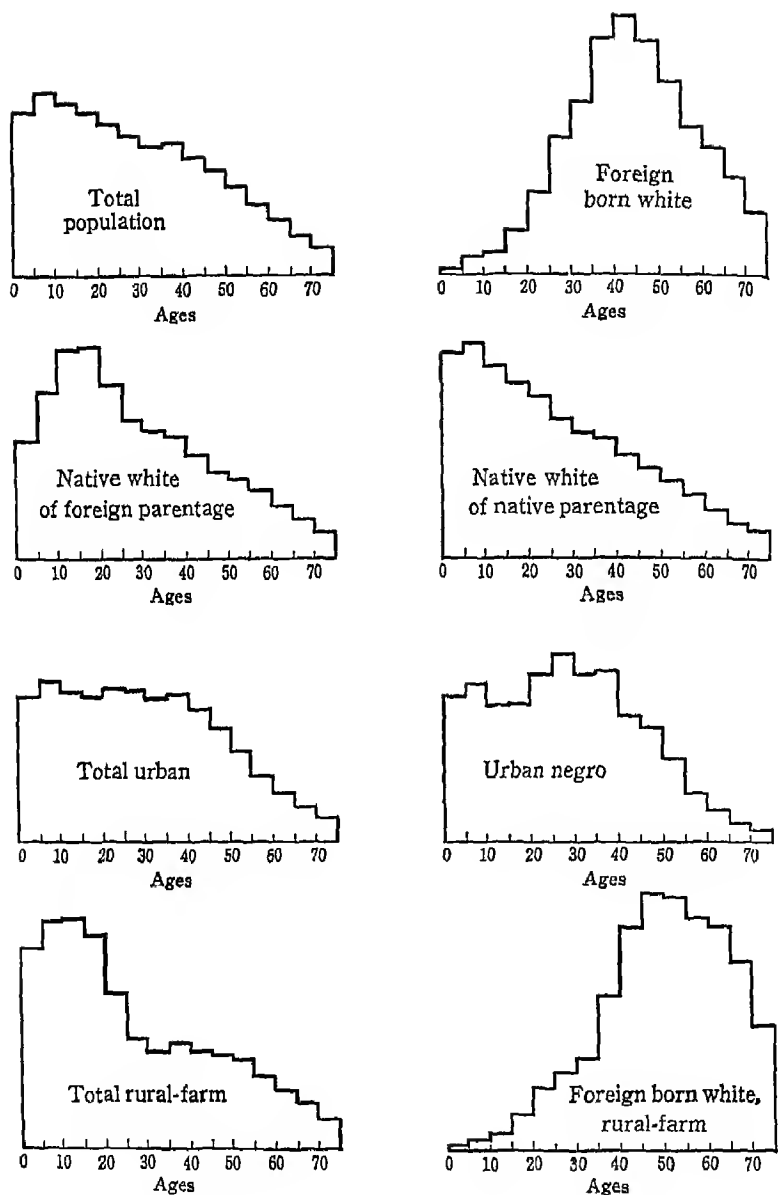 Total
population
0 10 20 30 40 50 60 70
Ages
Foreign
born white
0 10 20 30 40 50 60 70
Ages
Native white
of foreign parentage
0 10 20 30 40 50 60 70
Ages
Native white
of native parentage
0 10 20 30 40 50 60 70
Ages
Total urban
0 10 20 30 40 50 60 70
Ages
Urban negro
0 10 20 30 40 50 60 70
Ages
Total rural-farm
0 10 20 30 40 50 60 70
Ages
Foreign born white,
rural-farm
0 10 20 30 40 50 60 70
Ages